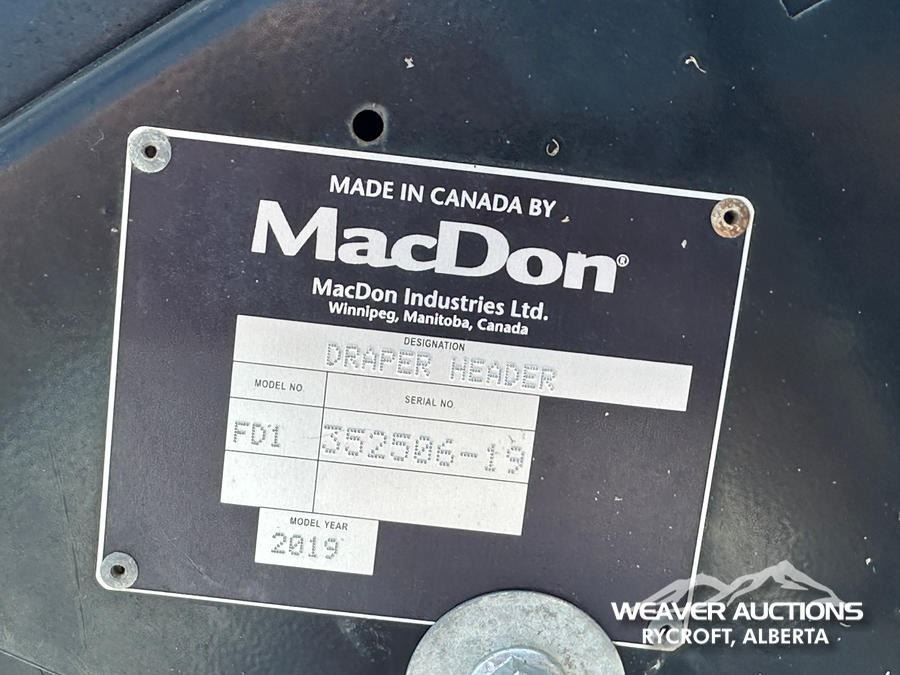 MADE IN CANADA BY
MacDon®
MacDon Industries Ltd.
Winnipeg, Manitoba, Canada
DESIGNATION
DRAPER HEADER
MODEL NO
SERIAL NO
FD1
352506-19
MODEL YEAR
2019
WEAVER AUCTIONS
RYCROFT, ALBERTA